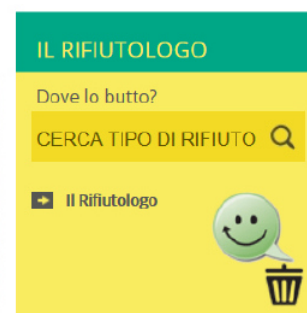 IL RIFIUTOLOGO
Dove lo butto?
CERCA TIPO DI RIFIUTO
Il Rifiutologo